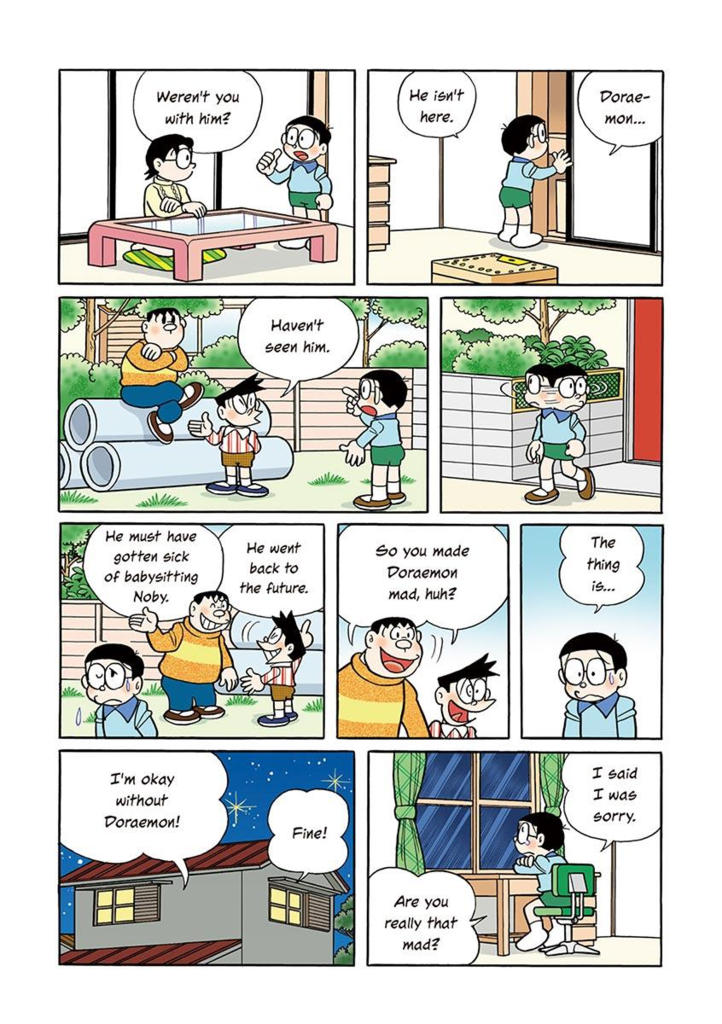 Dorae-
mon...
He isn't
here.
Weren't you
with him?
Haven't
seen him.
The
thing
is...
So you made
Doraemon
mad, huh?
He went
back to
the future.
He must have
gotten sick
of babysitting
Noby.
I said
I was
sorry.
Are you
really that
mad?
Fine!
I'm okay
without
Doraemon!